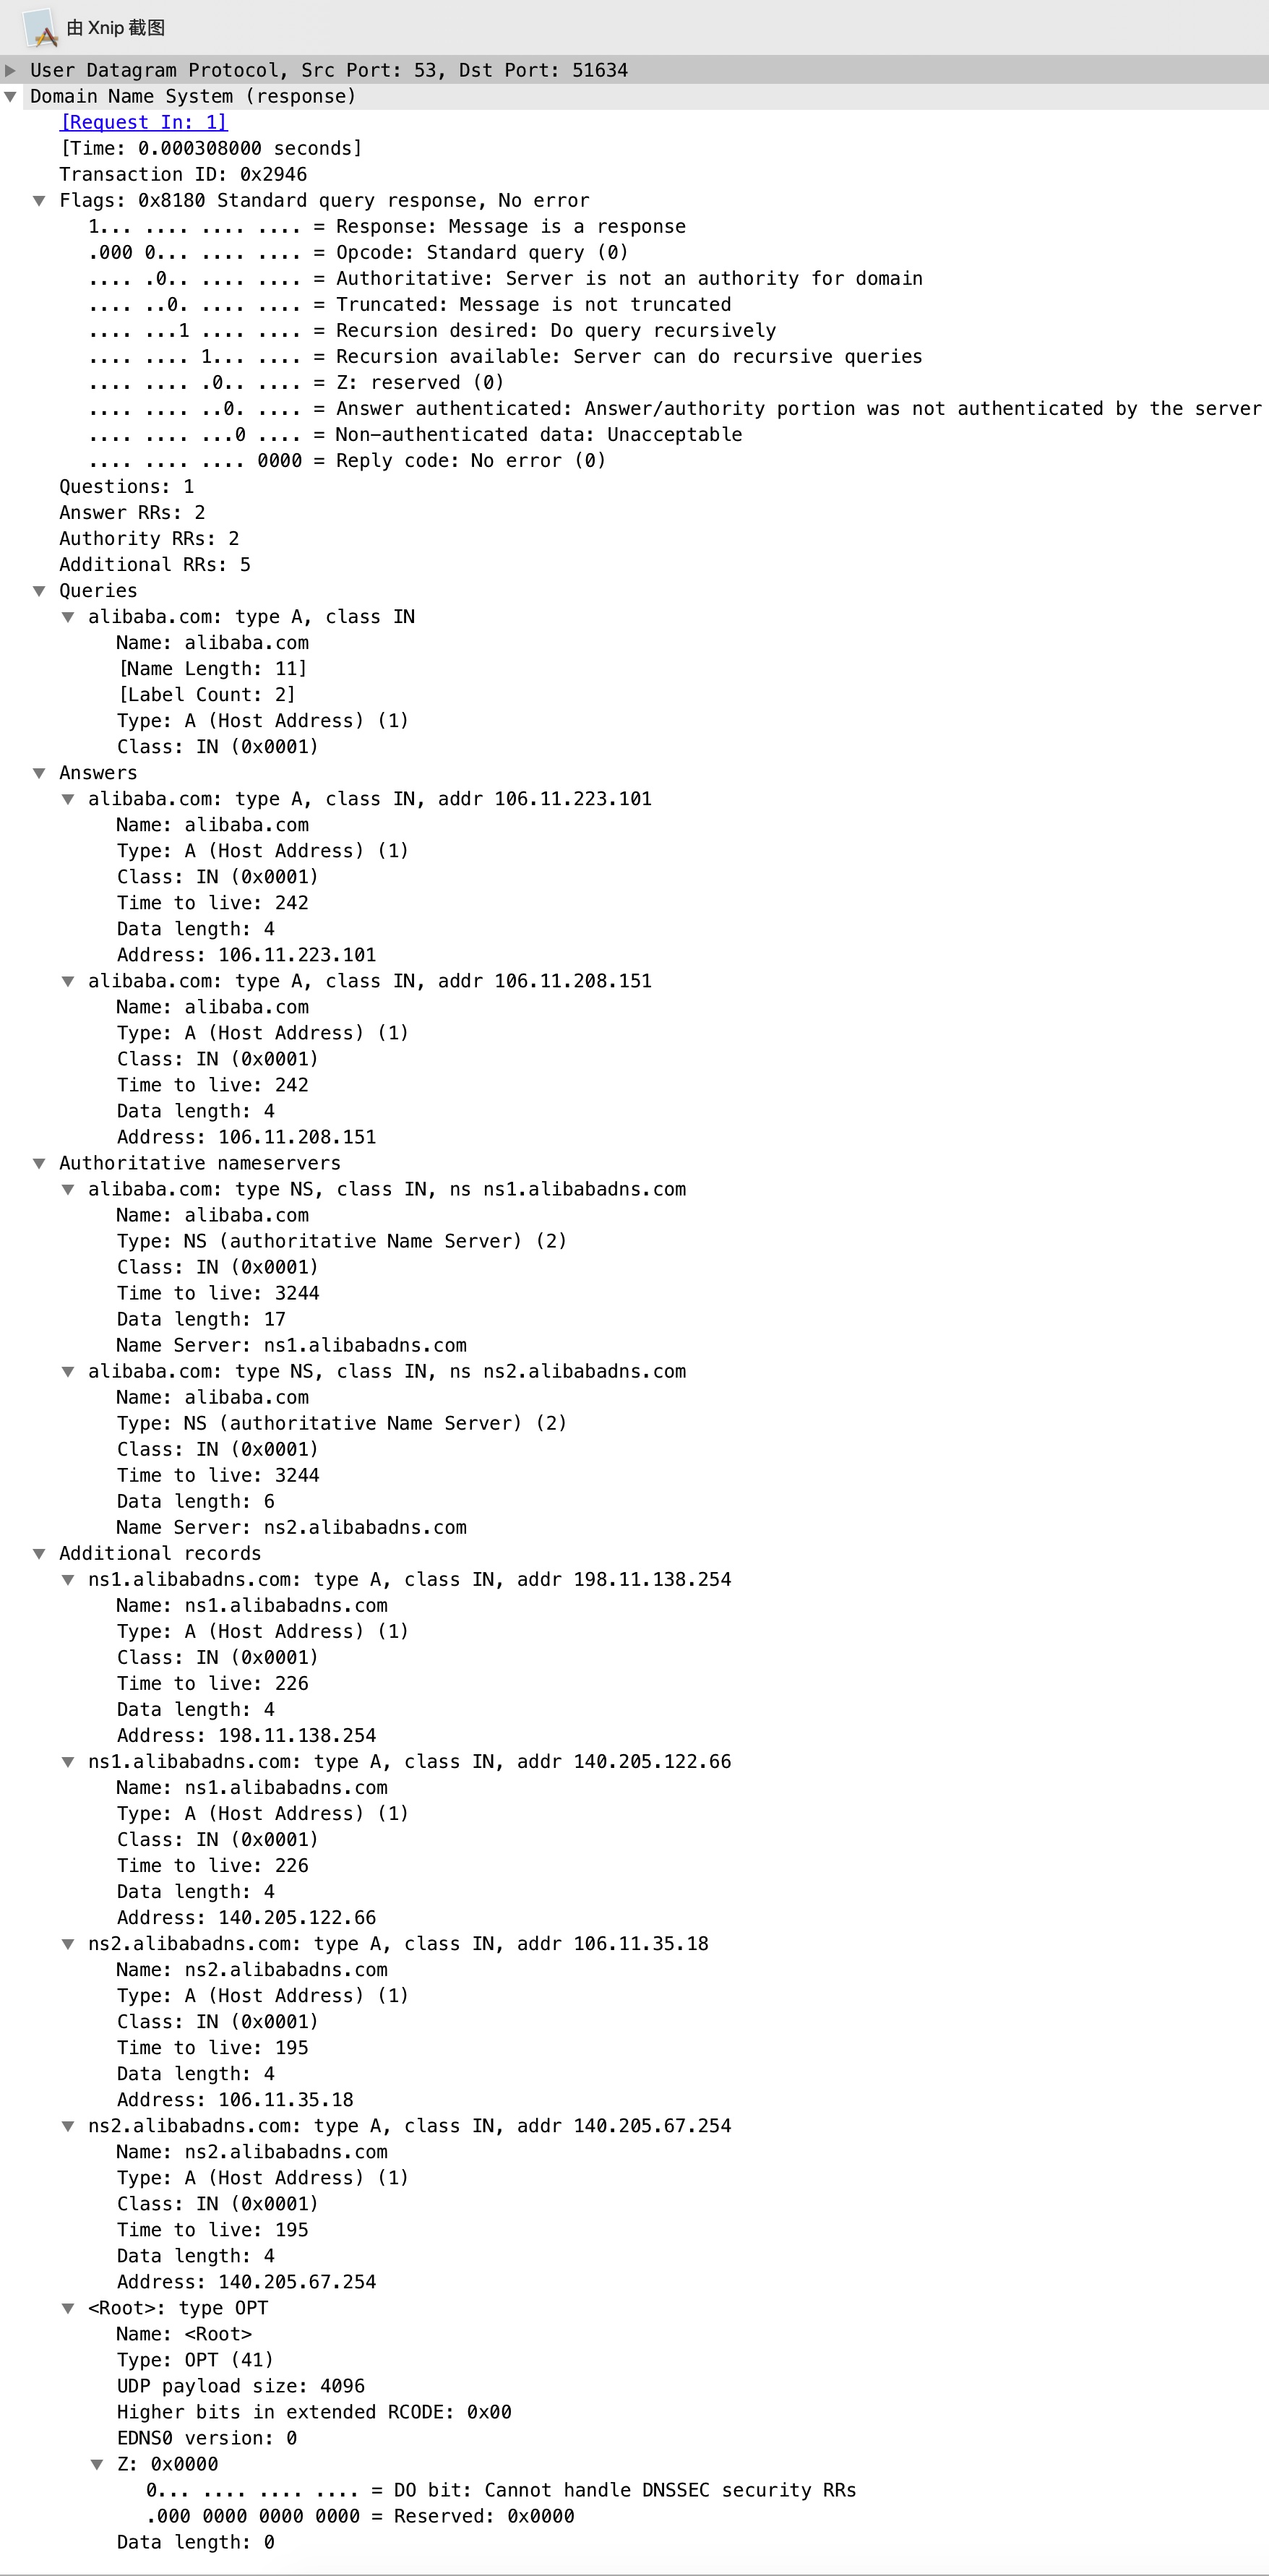 由 Xnip 截图
User Datagram Protocol, Src Port: 53, Dst Port: 51634
Domain Name System (response)
[Request In: 1]
[Time: 0.000308000 seconds]
Transaction ID: 0x2946
Flags: 0x8180 Standard query response, No error
1... .... .... .... = Response: Message is a response
.000 0... .... .... = Opcode: Standard query (0)
.... .0.. .... .... = Authoritative: Server is not an authority for domain
.... ..0. .... .... = Truncated: Message is not truncated
.... ...1 .... .... = Recursion desired: Do query recursively
.... .... 1... .... = Recursion available: Server can do recursive queries
.... .... .0.. .... = Z: reserved (0)
.... .... ..0. .... = Answer authenticated: Answer/authority portion was not authenticated by the server
.... .... ...0 .... = Non-authenticated data: Unacceptable
.... .... .... 0000 = Reply code: No error (0)
Questions: 1
Answer RRs: 2
Authority RRs: 2
Additional RRs: 5
Queries
alibaba.com: type A, class IN
Name: alibaba.com
[Name Length: 11]
[Label Count: 2]
Type: A (Host Address) (1)
Class: IN (0x0001)
Answers
alibaba.com: type A, class IN, addr 106.11.223.101
Name: alibaba.com
Type: A (Host Address) (1)
Class: IN (0x0001)
Time to live: 242
Data length: 4
Address: 106.11.223.101
alibaba.com: type A, class IN, addr 106.11.208.151
Name: alibaba.com
Type: A (Host Address) (1)
Class: IN (0x0001)
Time to live: 242
Data length: 4
Address: 106.11.208.151
Authoritative nameservers
alibaba.com: type NS, class IN, ns ns1.alibabadns.com
Name: alibaba.com
Type: NS (authoritative Name Server) (2)
Class: IN (0x0001)
Time to live: 3244
Data length: 17
Name Server: ns1.alibabadns.com
alibaba.com: type NS, class IN, ns ns2.alibabadns.com
Name: alibaba.com
Type: NS (authoritative Name Server) (2)
Class: IN (0x0001)
Time to live: 3244
Data length: 6
Name Server: ns2.alibabadns.com
Additional records
ns1.alibabadns.com: type A, class IN, addr 198.11.138.254
Name: ns1.alibabadns.com
Type: A (Host Address) (1)
Class: IN (0x0001)
Time to live: 226
Data length: 4
Address: 198.11.138.254
ns1.alibabadns.com: type A, class IN, addr 140.205.122.66
Name: ns1.alibabadns.com
Type: A (Host Address) (1)
Class: IN (0x0001)
Time to live: 226
Data length: 4
Address: 140.205.122.66
ns2.alibabadns.com: type A, class IN, addr 106.11.35.18
Name: ns2.alibabadns.com
Type: A (Host Address) (1)
Class: IN (0x0001)
Time to live: 195
Data length: 4
Address: 106.11.35.18
ns2.alibabadns.com: type A, class IN, addr 140.205.67.254
Name: ns2.alibabadns.com
Type: A (Host Address) (1)
Class: IN (0x0001)
Time to live: 195
Data length: 4
Address: 140.205.67.254
<Root>: type OPT
Name: <Root>
Type: OPT (41)
UDP payload size: 4096
Higher bits in extended RCODE: 0x00
EDNS0 version: 0
Z: 0x0000
0... .... .... .... = DO bit: Cannot handle DNSSEC security RRs
.000 0000 0000 0000 = Reserved: 0x0000
Data length: 0